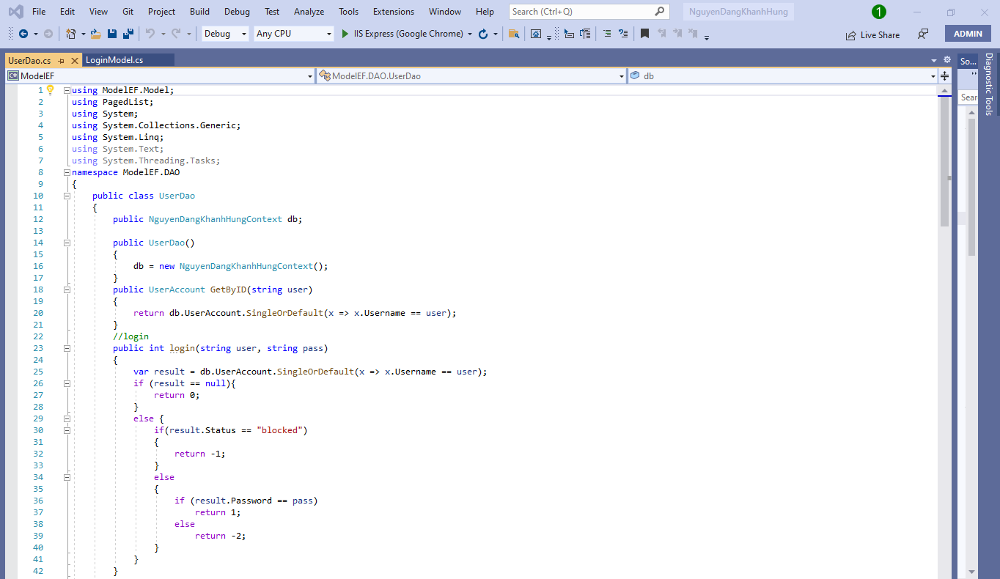 File Edit View Git Project Build Debug Test Analyze Tools Extensions Window Help Search (Ctrl+Q) NguyenDangKhanhHung 1
Debug Any CPU IIS Express (Google Chrome) Live Share ADMIN
UserDao.cs LoginModel.cs So...
Diagnostic Tools
C# ModelEF ModelEF.DAO.UserDao db
Sear
1 using ModelEF.Model;
2 using PagedList;
3 using System;
4 using System.Collections.Generic;
5 using System.Linq;
6 using System.Text;
7 using System.Threading.Tasks;
8 namespace ModelEF.DAO
9 {
10 public class UserDao
11 {
12 public NguyenDangKhanhHungContext db;
13
14 public UserDao()
15 {
16 db = new NguyenDangKhanhHungContext();
17 }
18 public UserAccount GetByID(string user)
19 {
20 return db.UserAccount.SingleOrDefault(x => x.Username == user);
21 }
22 //login
23 public int login(string user, string pass)
24 {
25 var result = db.UserAccount.SingleOrDefault(x => x.Username == user);
26 if (result == null){
27 return 0;
28 }
29 else {
30 if(result.Status == "blocked")
31 {
32 return -1;
33 }
34 else
35 {
36 if (result.Password == pass)
37 return 1;
38 else
39 return -2;
40 }
41 }
42 }